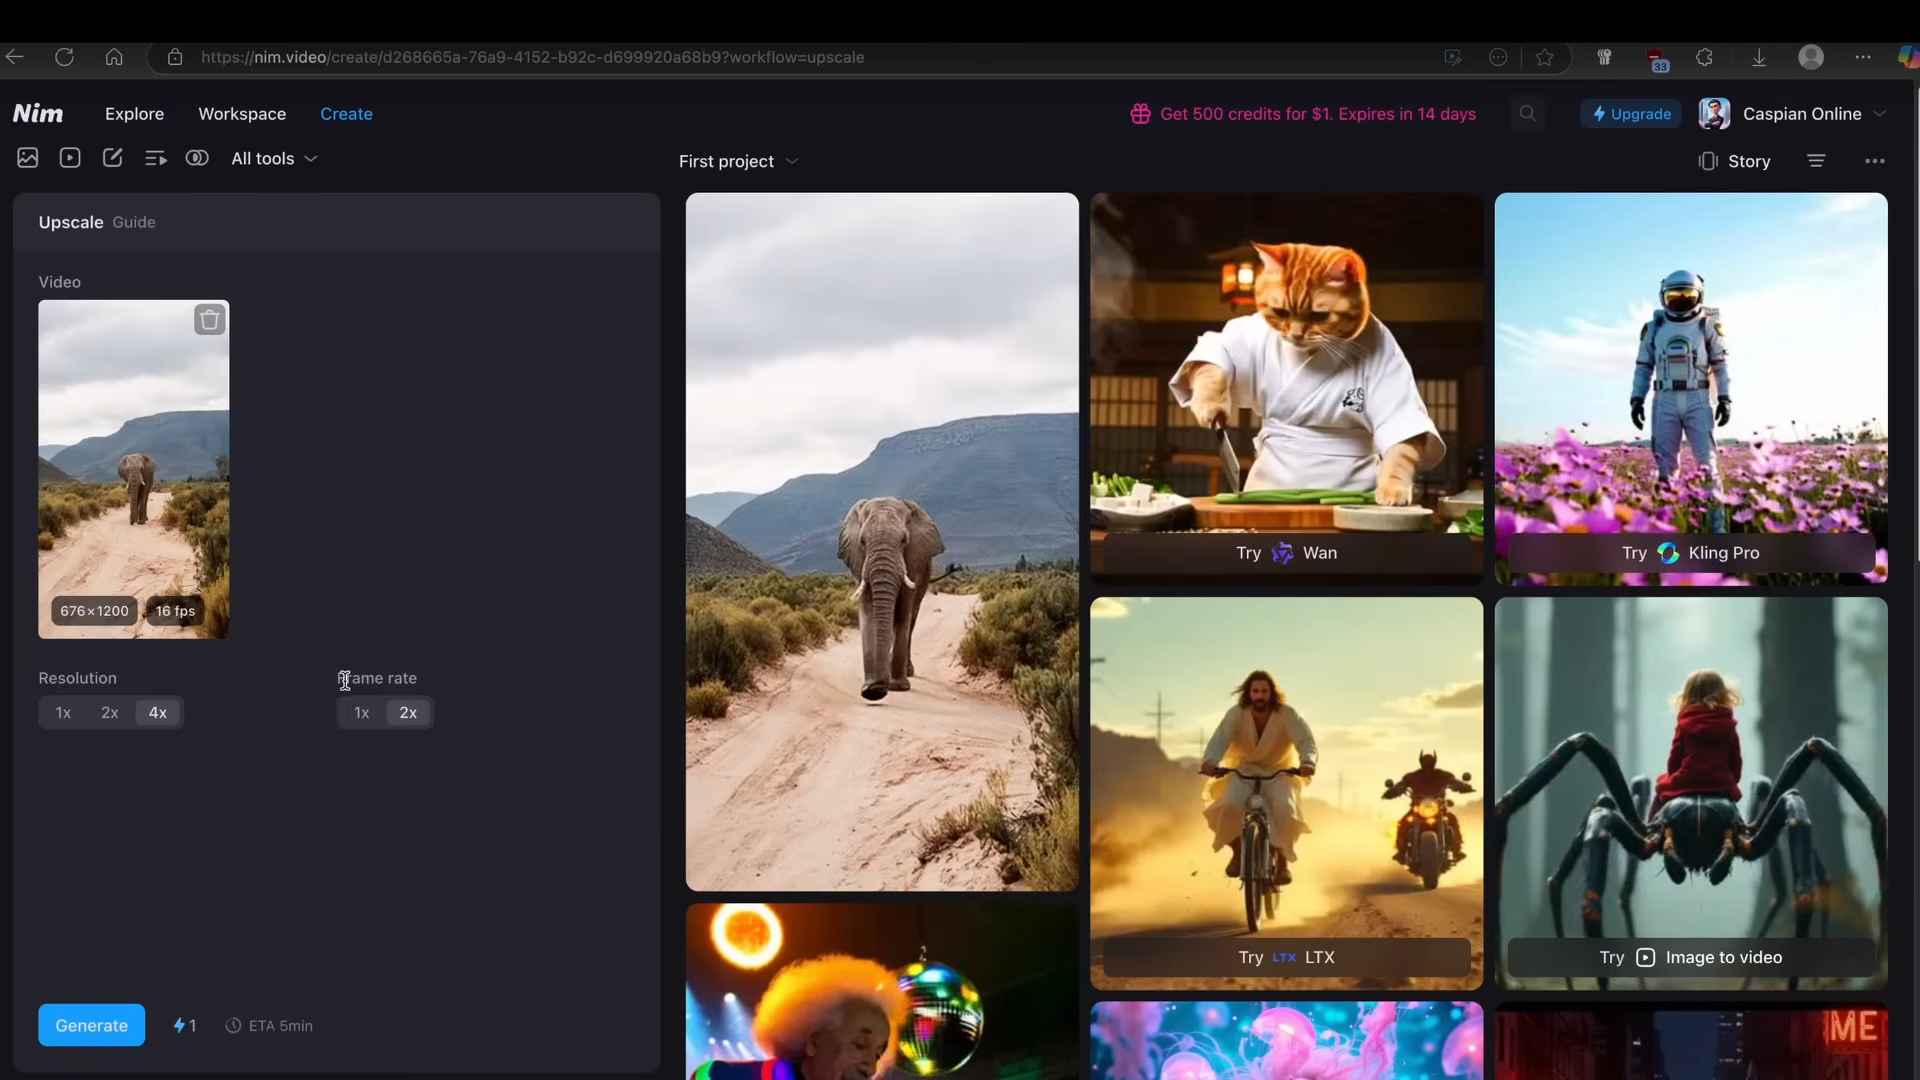 https://nim.video/create/d268665a-76a9-4152-b92c-d699920a68b9?workflow=upscale
33
Nim
Explore
Workspace
Create
Get 500 credits for $1. Expires in 14 days
Upgrade
Caspian Online
All tools
First project
Story
Upscale Guide
Video
676×1200
16 fps
Resolution
Frame rate
1x 2x 4x
1x 2x
Generate
1
ETA 5min
Try Wan
Try Kling Pro
Try LTX LTX
Try Image to video
ME